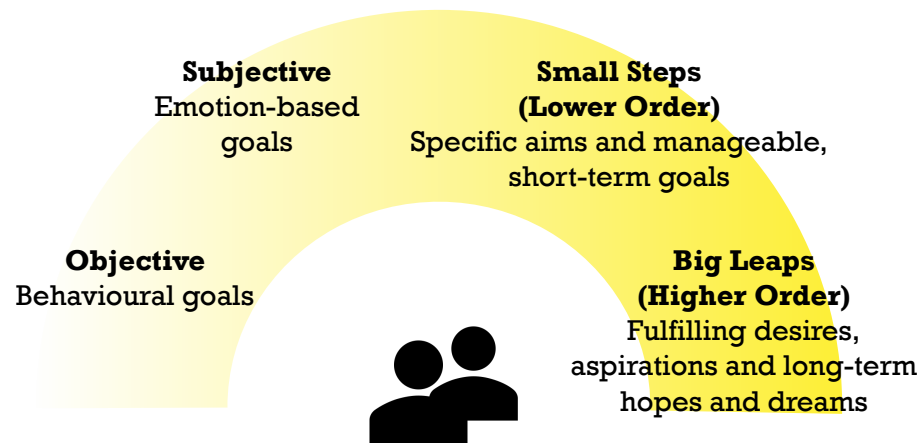 Subjective
Emotion-based
goals
Small Steps
(Lower Order)
Specific aims and manageable,
short-term goals
Objective
Behavioural goals
Big Leaps
(Higher Order)
Fulfilling desires,
aspirations and long-term
hopes and dreams